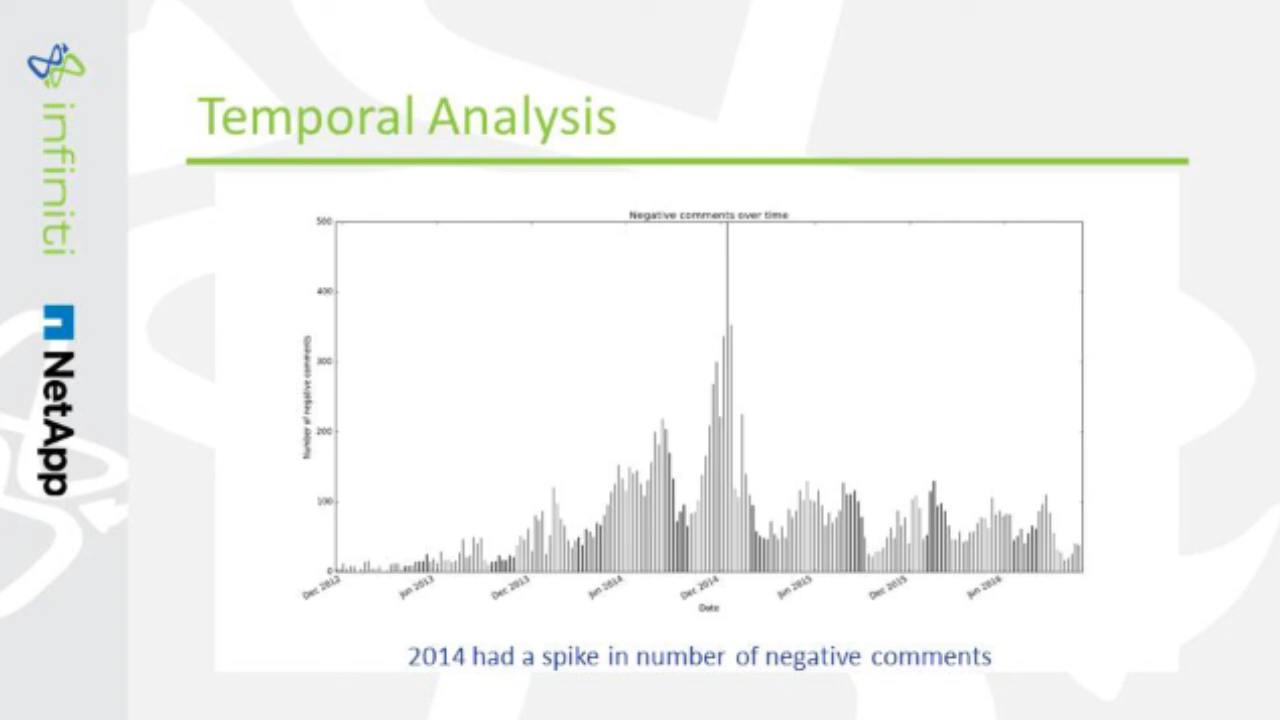 infiniti
NetApp
Temporal Analysis
Negative comments over time
500
400
300
200
100
0
Number of negative comments
Dec 2012
Jun 2013
Dec 2013
Jun 2014
Dec 2014
Jun 2015
Dec 2015
Jun 2016
Date
2014 had a spike in number of negative comments